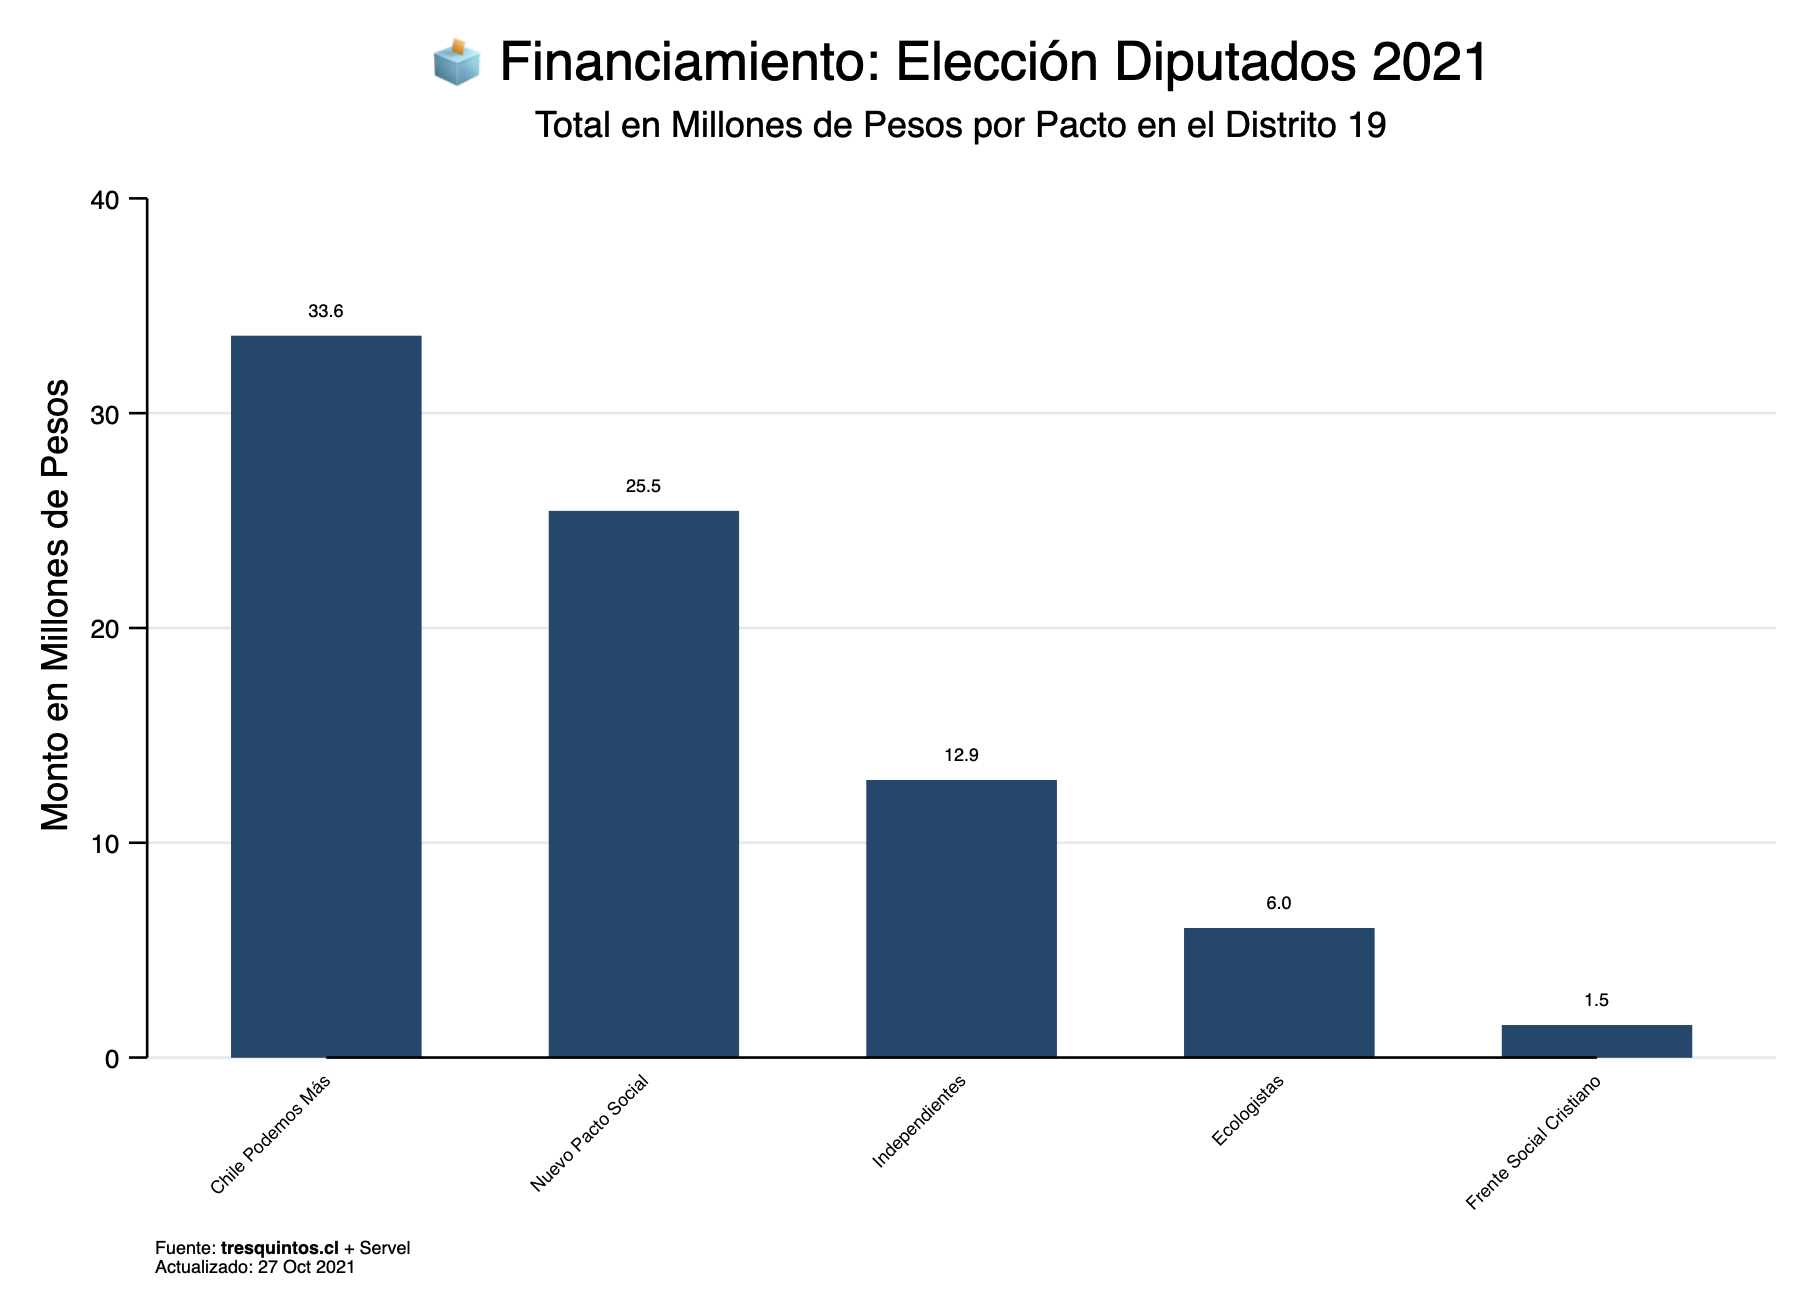 Financiamiento: Elección Diputados 2021
Total en Millones de Pesos por Pacto en el Distrito 19
Monto en Millones de Pesos
40
30
20
10
0
33.6
25.5
12.9
6.0
1.5
Chile Podemos Más
Nuevo Pacto Social
Independientes
Ecologistas
Frente Social Cristiano
Fuente: tresquintos.cl + Servel
Actualizado: 27 Oct 2021